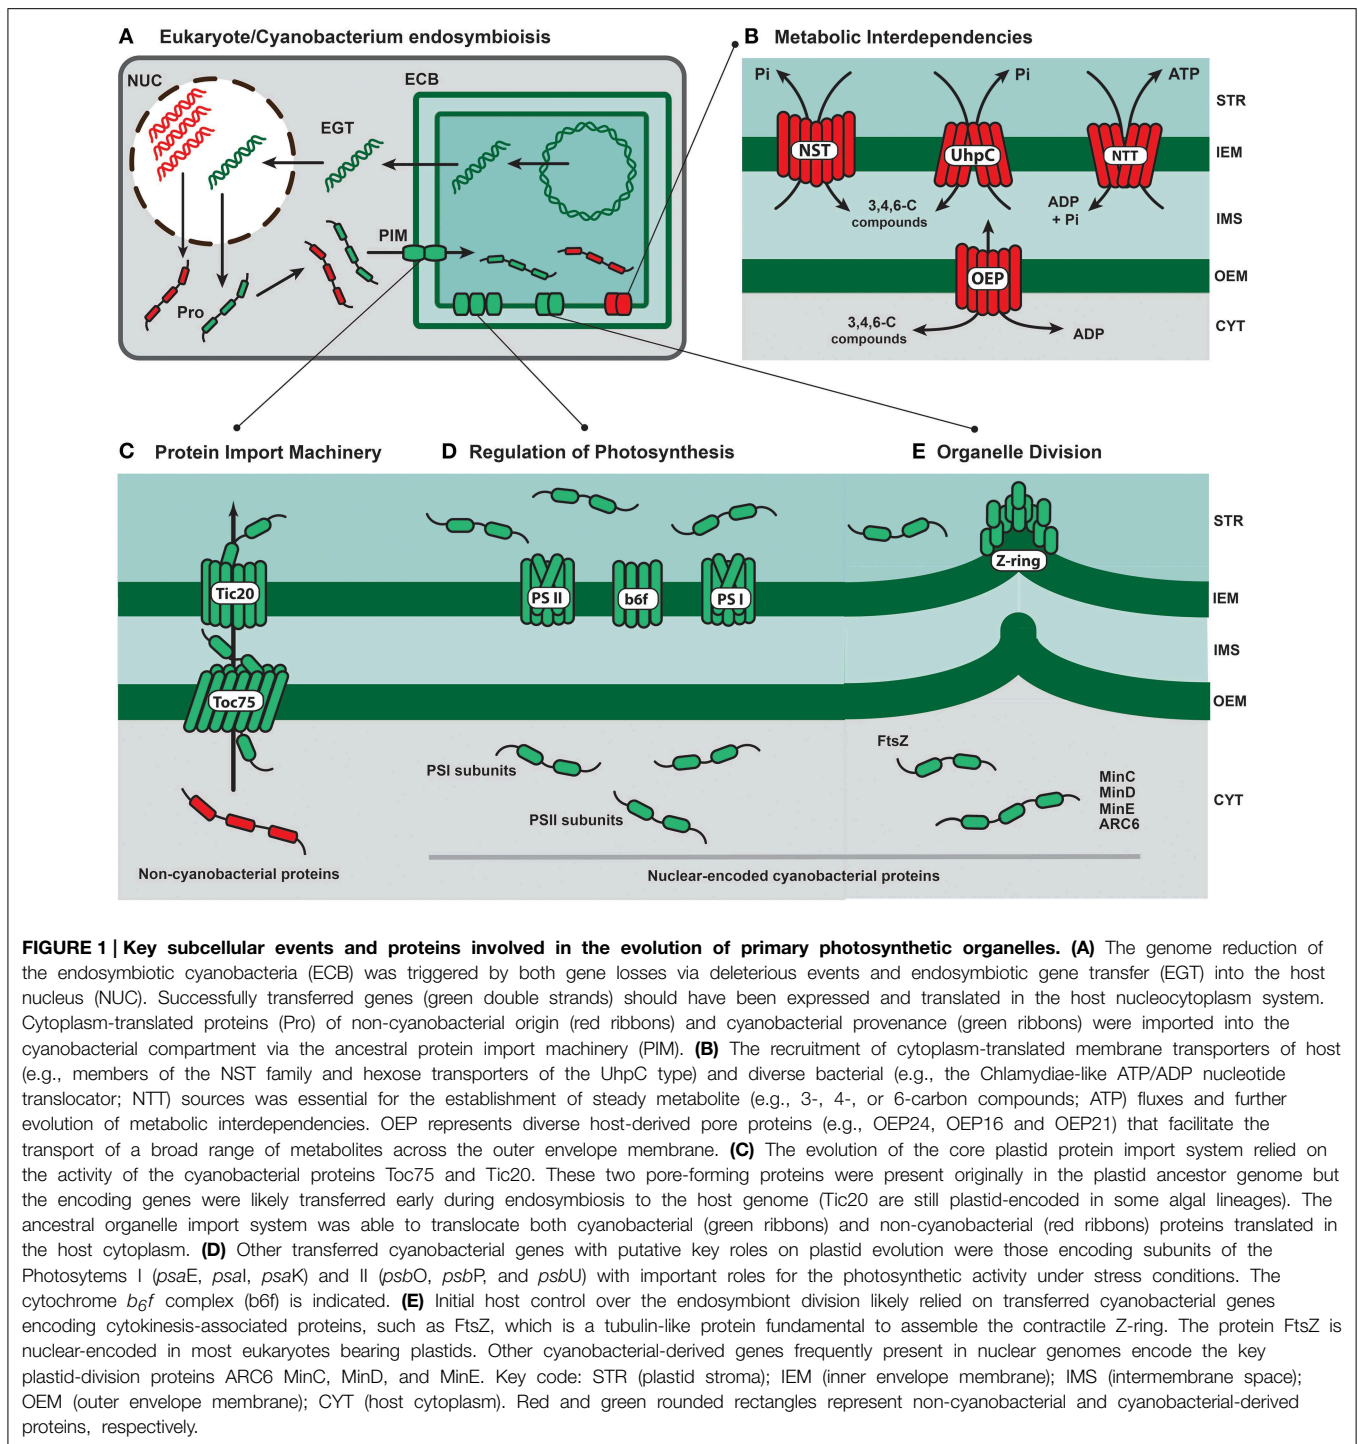 A Eukaryote/Cyanobacterium endosymbioisis
NUC
ECB
EGT
PIM
Pro
B Metabolic Interdependencies
Pi
Pi
ATP
STR
NST
UhpC
NTT
IEM
3,4,6-C
compounds
ADP
+ Pi
IMS
OEP
OEM
3,4,6-C
compounds
ADP
CYT
C Protein Import Machinery
Tic20
Toc75
Non-cyanobacterial proteins
D Regulation of Photosynthesis
PS II
b6f
PS I
PSI subunits
PSII subunits
Nuclear-encoded cyanobacterial proteins
E Organelle Division
Z-ring
STR
IEM
IMS
OEM
FtsZ
MinC
MinD
MinE
ARC6
CYT
FIGURE 1 | Key subcellular events and proteins involved in the evolution of primary photosynthetic organelles. (A) The genome reduction of
the endosymbiotic cyanobacteria (ECB) was triggered by both gene losses via deleterious events and endosymbiotic gene transfer (EGT) into the host
nucleus (NUC). Successfully transferred genes (green double strands) should have been expressed and translated in the host nucleocytoplasm system.
Cytoplasm-translated proteins (Pro) of non-cyanobacterial origin (red ribbons) and cyanobacterial provenance (green ribbons) were imported into the
cyanobacterial compartment via the ancestral protein import machinery (PIM). (B) The recruitment of cytoplasm-translated membrane transporters of host
(e.g., members of the NST family and hexose transporters of the UhpC type) and diverse bacterial (e.g., the Chlamydiae-like ATP/ADP nucleotide
translocator; NTT) sources was essential for the establishment of steady metabolite (e.g., 3-, 4-, or 6-carbon compounds; ATP) fluxes and further
evolution of metabolic interdependencies. OEP represents diverse host-derived pore proteins (e.g., OEP24, OEP16 and OEP21) that facilitate the
transport of a broad range of metabolites across the outer envelope membrane. (C) The evolution of the core plastid protein import system relied on
the activity of the cyanobacterial proteins Toc75 and Tic20. These two pore-forming proteins were present originally in the plastid ancestor genome but
the encoding genes were likely transferred early during endosymbiosis to the host genome (Tic20 are still plastid-encoded in some algal lineages). The
ancestral organelle import system was able to translocate both cyanobacterial (green ribbons) and non-cyanobacterial (red ribbons) proteins translated in
the host cytoplasm. (D) Other transferred cyanobacterial genes with putative key roles on plastid evolution were those encoding subunits of the
Photosytems I (psaE, psaI, psaK) and II (psbO, psbP, and psbU) with important roles for the photosynthetic activity under stress conditions. The
cytochrome b6f complex (b6f) is indicated. (E) Initial host control over the endosymbiont division likely relied on transferred cyanobacterial genes
encoding cytokinesis-associated proteins, such as FtsZ, which is a tubulin-like protein fundamental to assemble the contractile Z-ring. The protein FtsZ is
nuclear-encoded in most eukaryotes bearing plastids. Other cyanobacterial-derived genes frequently present in nuclear genomes encode the key
plastid-division proteins ARC6 MinC, MinD, and MinE. Key code: STR (plastid stroma); IEM (inner envelope membrane); IMS (intermembrane space);
OEM (outer envelope membrane); CYT (host cytoplasm). Red and green rounded rectangles represent non-cyanobacterial and cyanobacterial-derived
proteins, respectively.